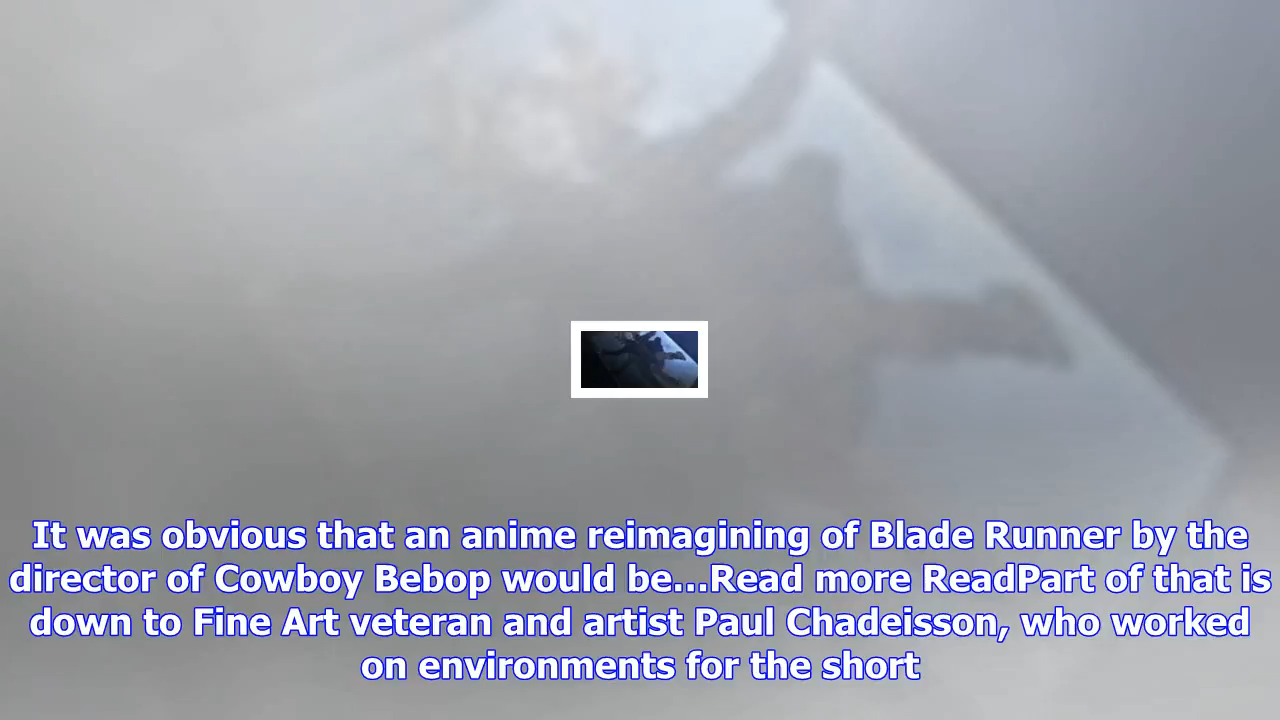 It was obvious that an anime reimagining of Blade Runner by the
director of Cowboy Bebop would be...Read more ReadPart of that is
down to Fine Art veteran and artist Paul Chadeisson, who worked
on environments for the short